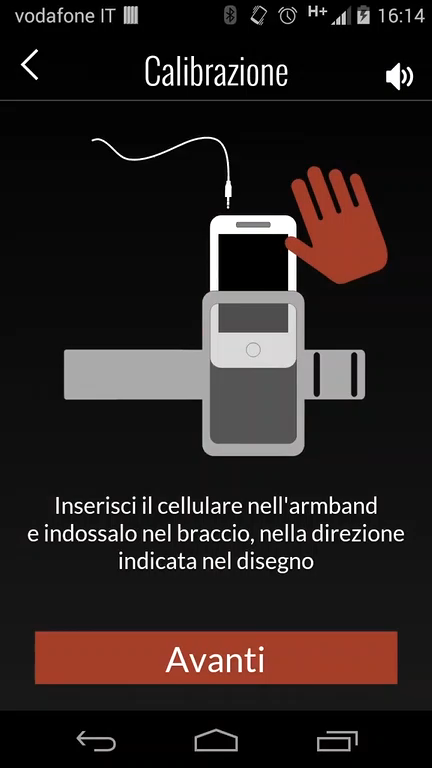 vodafone IT
H+
16:14
Calibrazione
Inserisci il cellulare nell'armband
e indossalo nel braccio, nella direzione
indicata nel disegno
Avanti